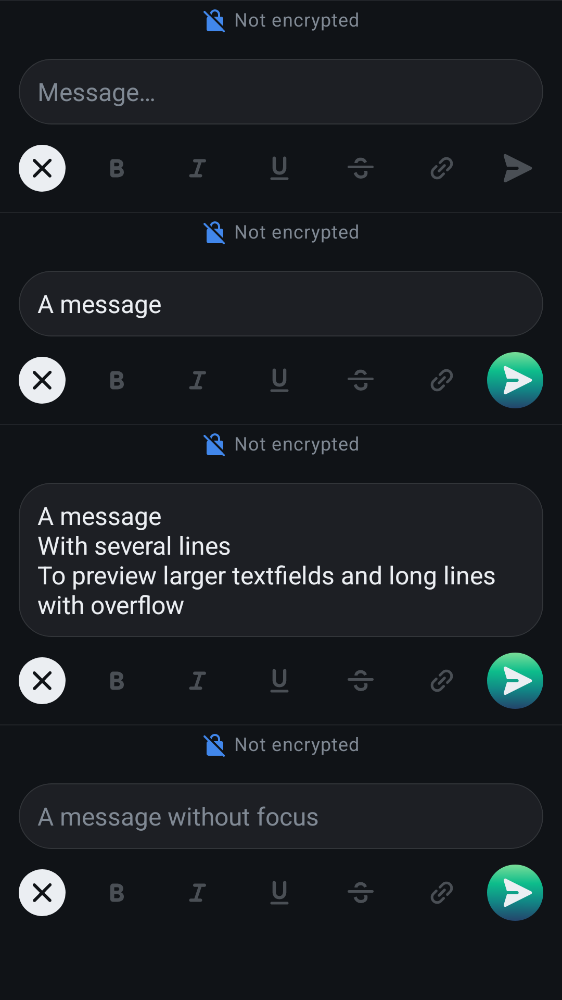 Not encrypted
Message…
B I U S
Not encrypted
A message
B I U S
Not encrypted
A message
With several lines
To preview larger textfields and long lines
with overflow
B I U S
Not encrypted
A message without focus
B I U S